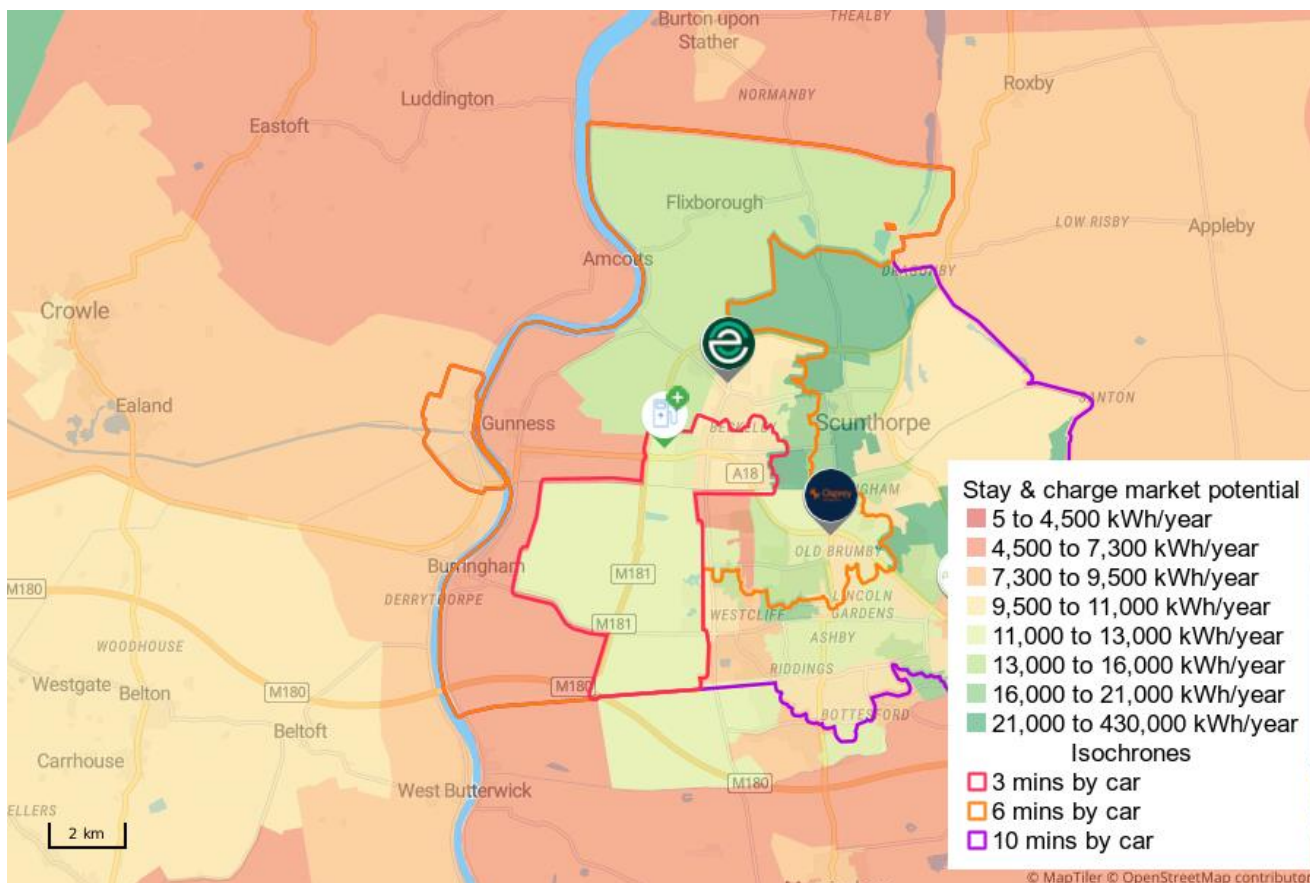 Burton upon
Stather
THEALBY
Roxby
Luddington
NORMANBY
Eastoft
Flixborough
LOW RISBY
Appleby
Amcotts
DRAGONBY
Crowle
SANTON
Ealand
Gunness
BERKELEY
Scunthorpe
A18
Osprey
OLD BRUMBY
M181
Burringham
M180
DERRYTHORPE
LINCOLN
GARDENS
WESTCLIFF
M181
ASHBY
WOODHOUSE
RIDDINGS
Westgate
Belton
M180
M180
Beltoft
BOTTESFORD
Carrhouse
M180
West Butterwick
2 km
Stay & charge market potential
5 to 4,500 kWh/year
4,500 to 7,300 kWh/year
7,300 to 9,500 kWh/year
9,500 to 11,000 kWh/year
11,000 to 13,000 kWh/year
13,000 to 16,000 kWh/year
16,000 to 21,000 kWh/year
21,000 to 430,000 kWh/year
Isochrones
3 mins by car
6 mins by car
10 mins by car
© MapTiler © OpenStreetMap contributor